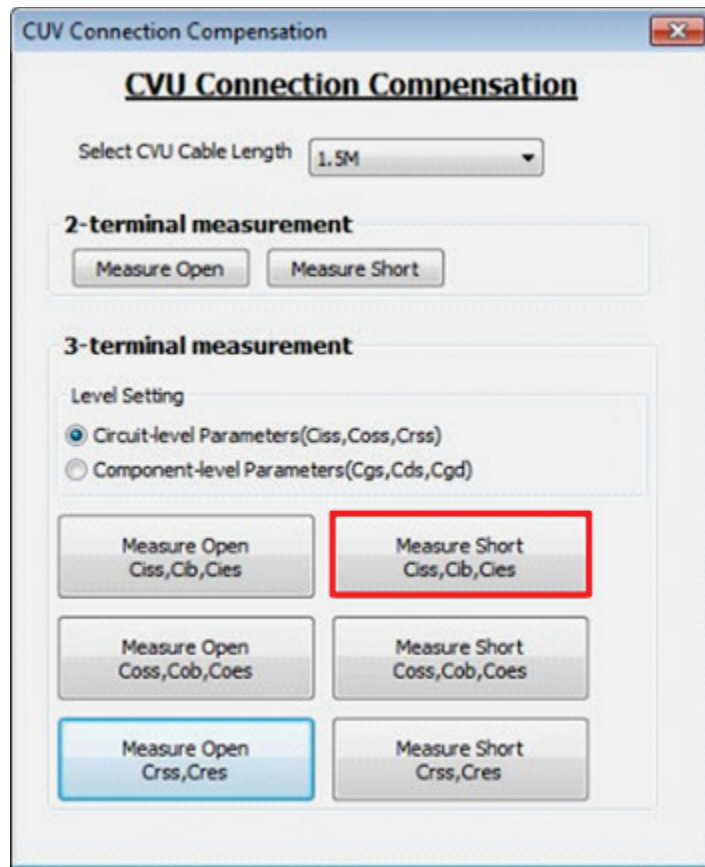 CUV Connection Compensation
CVU Connection Compensation
Select CVU Cable Length 1.5M
2-terminal measurement
Measure Open Measure Short
3-terminal measurement
Level Setting
Circuit-level Parameters(Ciss,Coss,Crss)
Component-level Parameters(Cgs,Cds,Cgd)
Measure Open
Ciss,Cib,Cies
Measure Short
Ciss,Cib,Cies
Measure Open
Coss,Cob,Coes
Measure Short
Coss,Cob,Coes
Measure Open
Crss,Cres
Measure Short
Crss,Cres